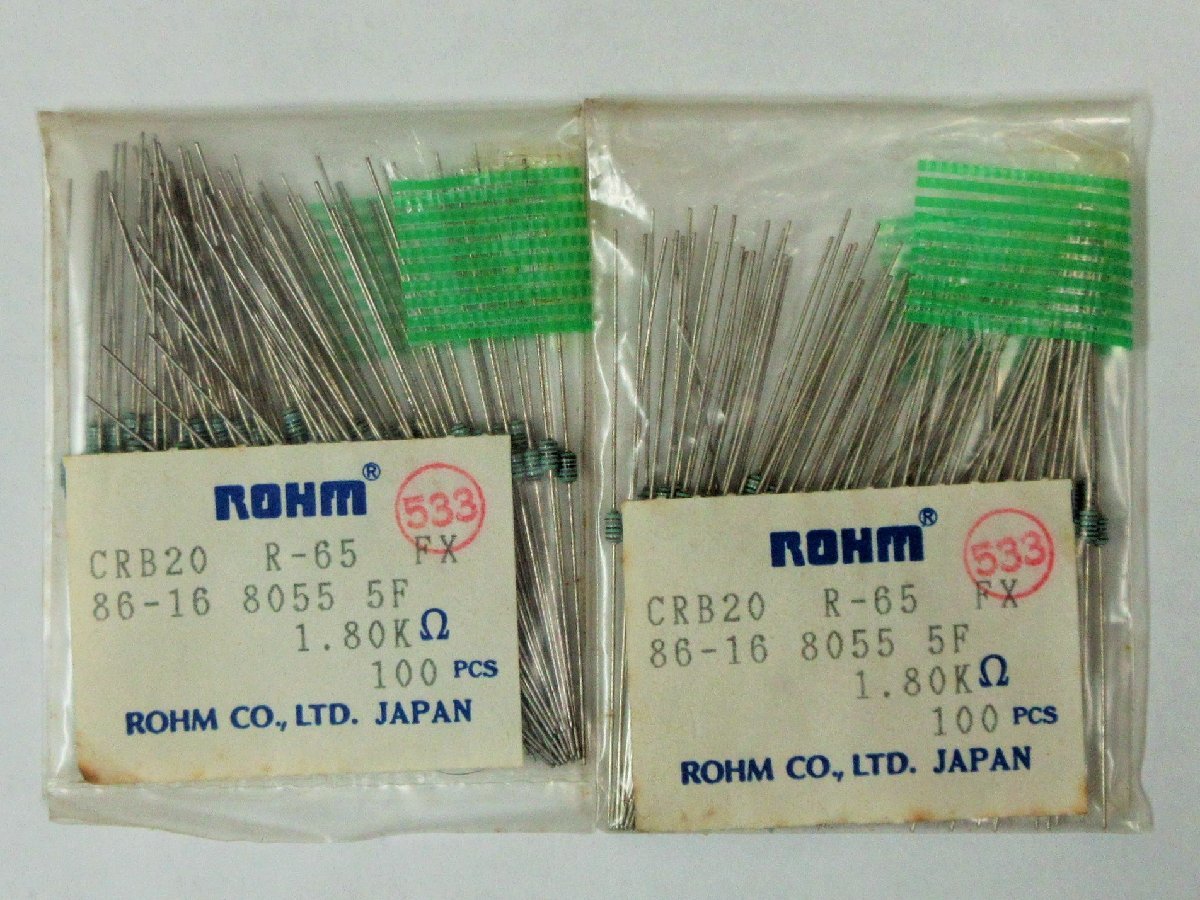 ROHM®
533
CRB20 R-65 FX
86-16 8055 5F
1.80KΩ
100 PCS
ROHM CO., LTD. JAPAN
ROHM®
533
CRB20 R-65 FX
86-16 8055 5F
1.80KΩ
100 PCS
ROHM CO., LTD. JAPAN